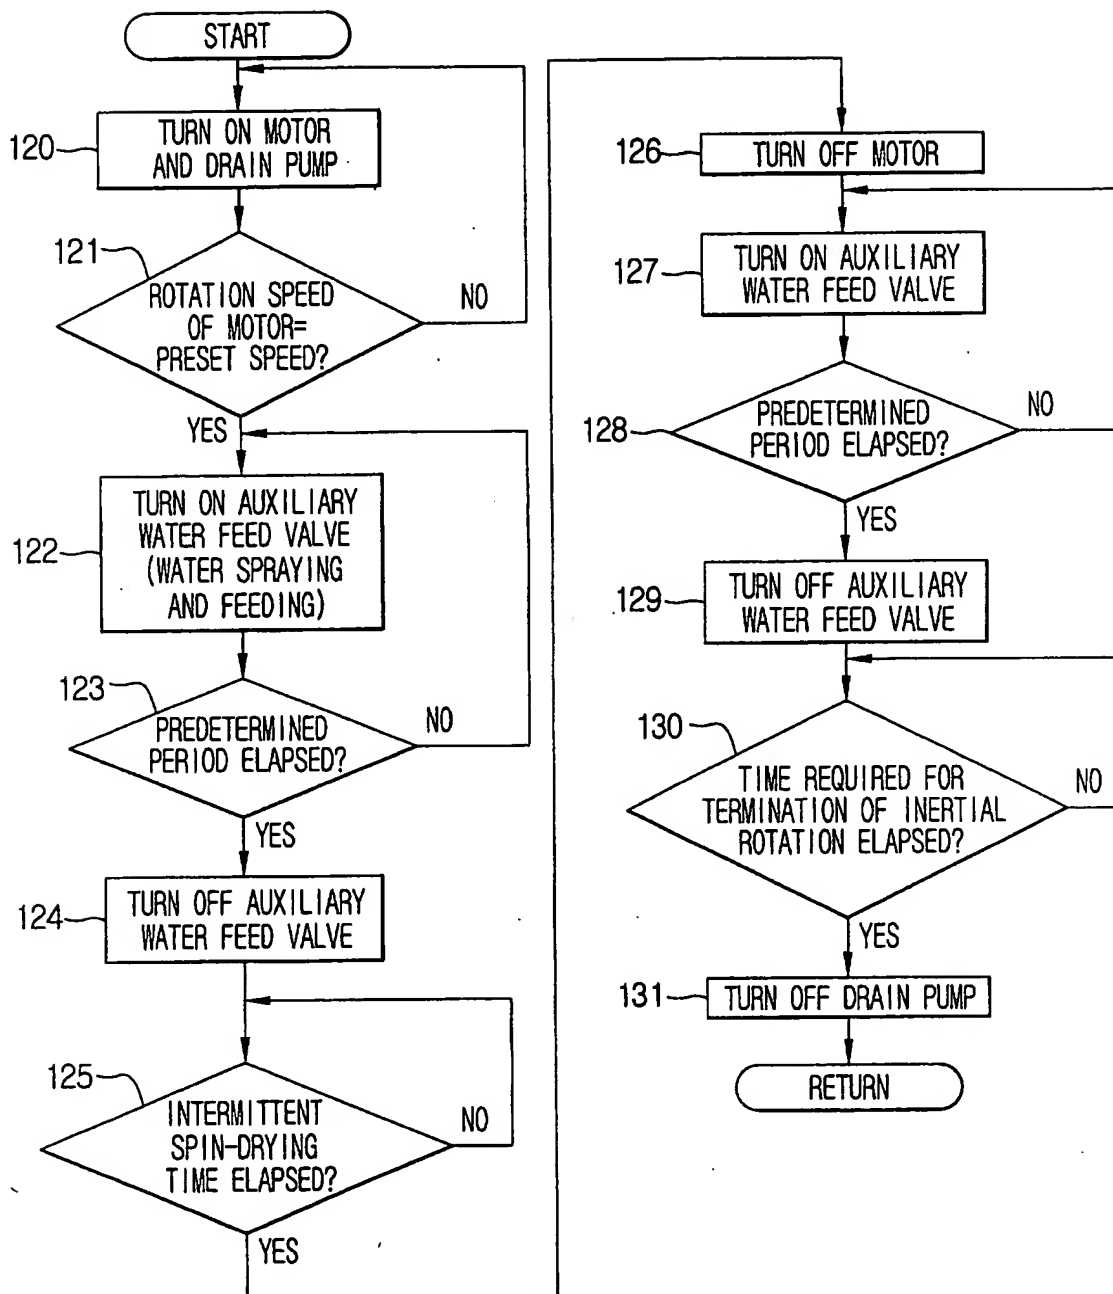 START
120
TURN ON MOTOR
AND DRAIN PUMP
121
ROTATION SPEED
OF MOTOR=
PRESET SPEED?
NO
YES
122
TURN ON AUXILIARY
WATER FEED VALVE
(WATER SPRAYING
AND FEEDING)
123
PREDETERMINED
PERIOD ELAPSED?
NO
YES
124
TURN OFF AUXILIARY
WATER FEED VALVE
125
INTERMITTENT
SPIN-DRYING
TIME ELAPSED?
NO
YES
126
TURN OFF MOTOR
127
TURN ON AUXILIARY
WATER FEED VALVE
128
PREDETERMINED
PERIOD ELAPSED?
NO
YES
129
TURN OFF AUXILIARY
WATER FEED VALVE
130
TIME REQUIRED FOR
TERMINATION OF INERTIAL
ROTATION ELAPSED?
NO
YES
131
TURN OFF DRAIN PUMP
RETURN